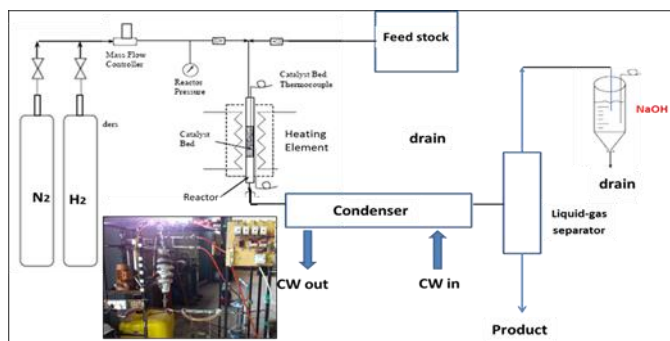 Feed stock
Mass Flow
Controller
Reactor
Pressure
Catalyst Bed
Thermocouple
ders
Catalyst
Bed
Heating
Element
drain
NaOH
drain
N2
H2
Reactor
Condenser
Liquid-gas
separator
CW out
CW in
Product